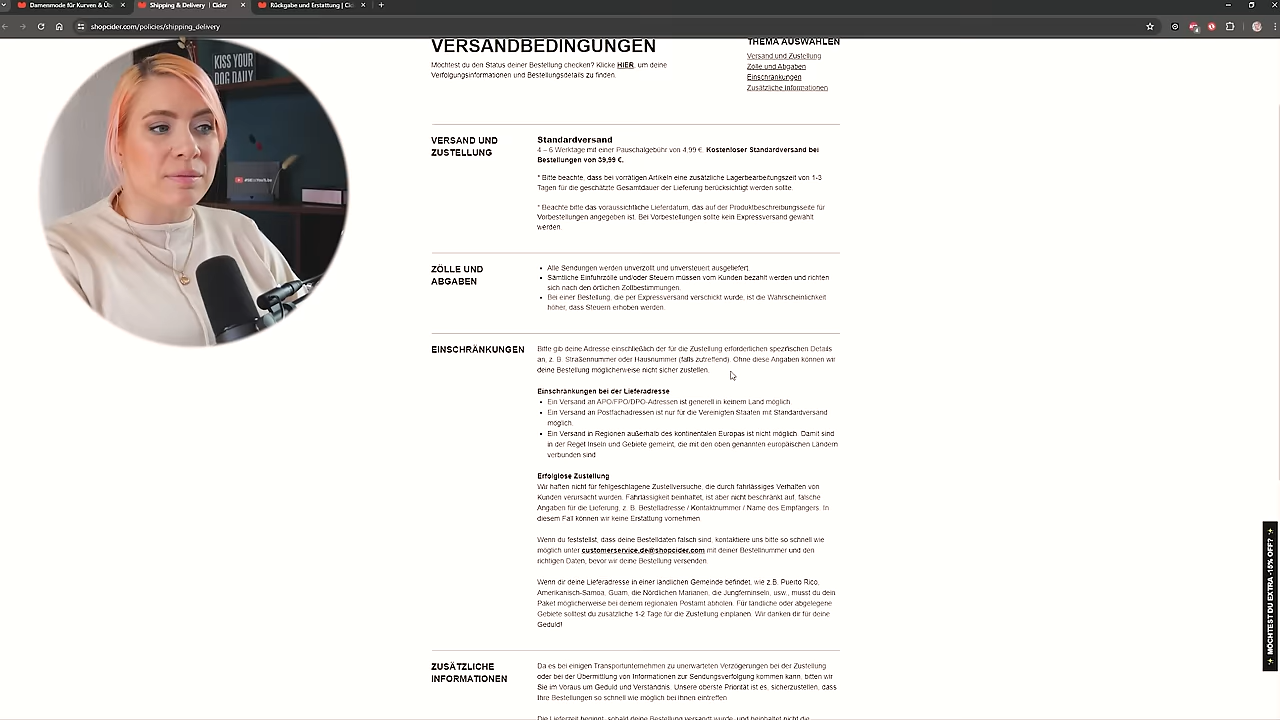 Damenmode für Kurven & Üb
Shipping & Delivery | Cider
Rückgabe und Erstattung | Cid
shopcider.com/policies/shipping_delivery
KISS YOUR
DOG DAILY
VERSANDBEDINGUNGEN
Möchtest du den Status deiner Bestellung checken? Klicke HIER, um deine
Verfolgungsinformationen und Bestellungsdetails zu finden.
THEMA AUSWÄHLEN
Versand und Zustellung
Zölle und Abgaben
Einschränkungen
Zusätzliche Informationen
VERSAND UND
ZUSTELLUNG
Standardversand
4 – 6 Werktage mit einer Pauschalgebühr von 4,99 €. Kostenloser Standardversand bei
Bestellungen von 39,99 €.
* Bitte beachte, dass bei vorrätigen Artikeln eine zusätzliche Lagerbearbeitungszeit von 1-3
Tagen für die geschätzte Gesamtdauer der Lieferung berücksichtigt werden sollte.
* Beachte bitte das voraussichtliche Lieferdatum, das auf der Produktbeschreibungsseite für
Vorbestellungen angegeben ist. Bei Vorbestellungen sollte kein Expressversand gewählt
werden.
ZÖLLE UND
ABGABEN
• Alle Sendungen werden unverzollt und unversteuert ausgeliefert.
• Sämtliche Einfuhrzölle und/oder Steuern müssen vom Kunden bezahlt werden und richten
sich nach den örtlichen Zollbestimmungen.
• Bei einer Bestellung, die per Expressversand verschickt wurde, ist die Wahrscheinlichkeit
höher, dass Steuern erhoben werden.
EINSCHRÄNKUNGEN
Bitte gib deine Adresse einschließlich der für die Zustellung erforderlichen spezifischen Details
an, z. B. Straßennummer oder Hausnummer (falls zutreffend). Ohne diese Angaben können wir
deine Bestellung möglicherweise nicht sicher zustellen.
Einschränkungen bei der Lieferadresse
• Ein Versand an APO/FPO/DPO-Adressen ist generell in keinem Land möglich.
• Ein Versand an Postfachadressen ist nur für die Vereinigten Staaten mit Standardversand
möglich.
• Ein Versand in Regionen außerhalb des kontinentalen Europas ist nicht möglich. Damit sind
in der Regel Inseln und Gebiete gemeint, die mit den oben genannten europäischen Ländern
verbunden sind.
Erfolglose Zustellung
Wir haften nicht für fehlgeschlagene Zustellversuche, die durch fahrlässiges Verhalten von
Kunden verursacht wurden. Fahrlässigkeit beinhaltet, ist aber nicht beschränkt auf, falsche
Angaben für die Lieferung, z. B. Bestelladresse / Kontaktnummer / Name des Empfängers. In
diesem Fall können wir keine Erstattung vornehmen.
Wenn du feststellst, dass deine Bestelldaten falsch sind, kontaktiere uns bitte so schnell wie
möglich unter customerservice.de@shopcider.com mit deiner Bestellnummer und den
richtigen Daten, bevor wir deine Bestellung versenden.
Wenn dir deine Lieferadresse in einer ländlichen Gemeinde befindet, wie z.B. Puerto Rico,
Amerikanisch-Samoa, Guam, die Nördlichen Marianen, die Jungferninseln, usw., musst du dein
Paket möglicherweise bei deinem regionalen Postamt abholen. Für ländliche oder abgelegene
Gebiete solltest du zusätzliche 1-2 Tage für die Zustellung einplanen. Wir danken dir für deine
Geduld!
ZUSÄTZLICHE
INFORMATIONEN
Da es bei einigen Transportunternehmen zu unerwarteten Verzögerungen bei der Zustellung
oder bei der Übermittlung von Informationen zur Sendungsverfolgung kommen kann, bitten wir
Sie im Voraus um Geduld und Verständnis. Unsere oberste Priorität ist es, sicherzustellen, dass
Ihre Bestellungen so schnell wie möglich bei Ihnen eintreffen.
Die Lieferzeit beginnt, sobald deine Bestellung versandt wurde, und beinhaltet nicht die
MÖCHTEST DU EXTRA -15% OFF?